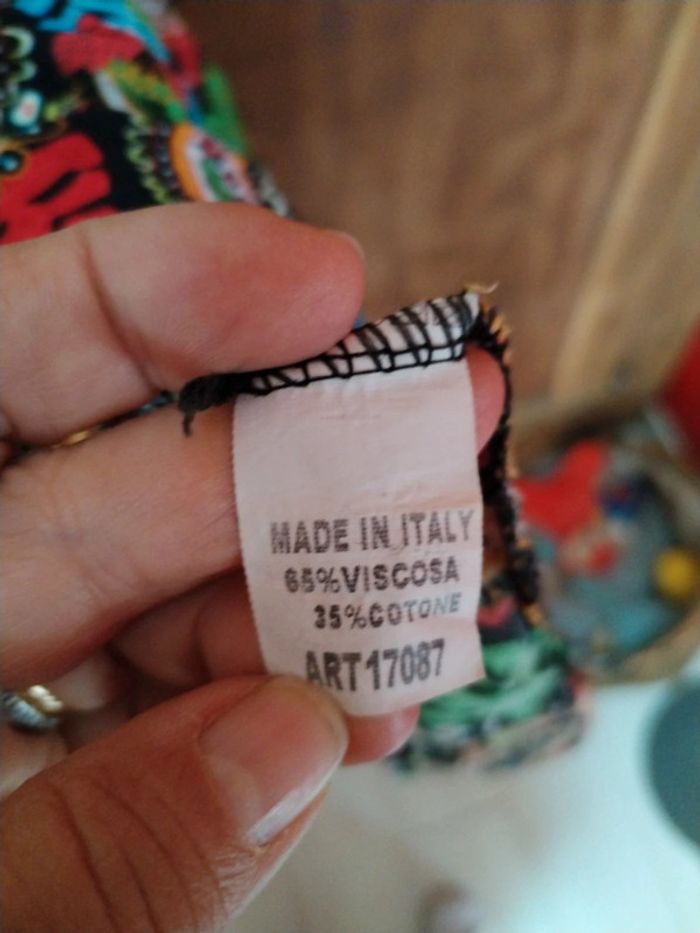 MADE IN ITALY
65%VISCOSA
35%COTONE
ART17087